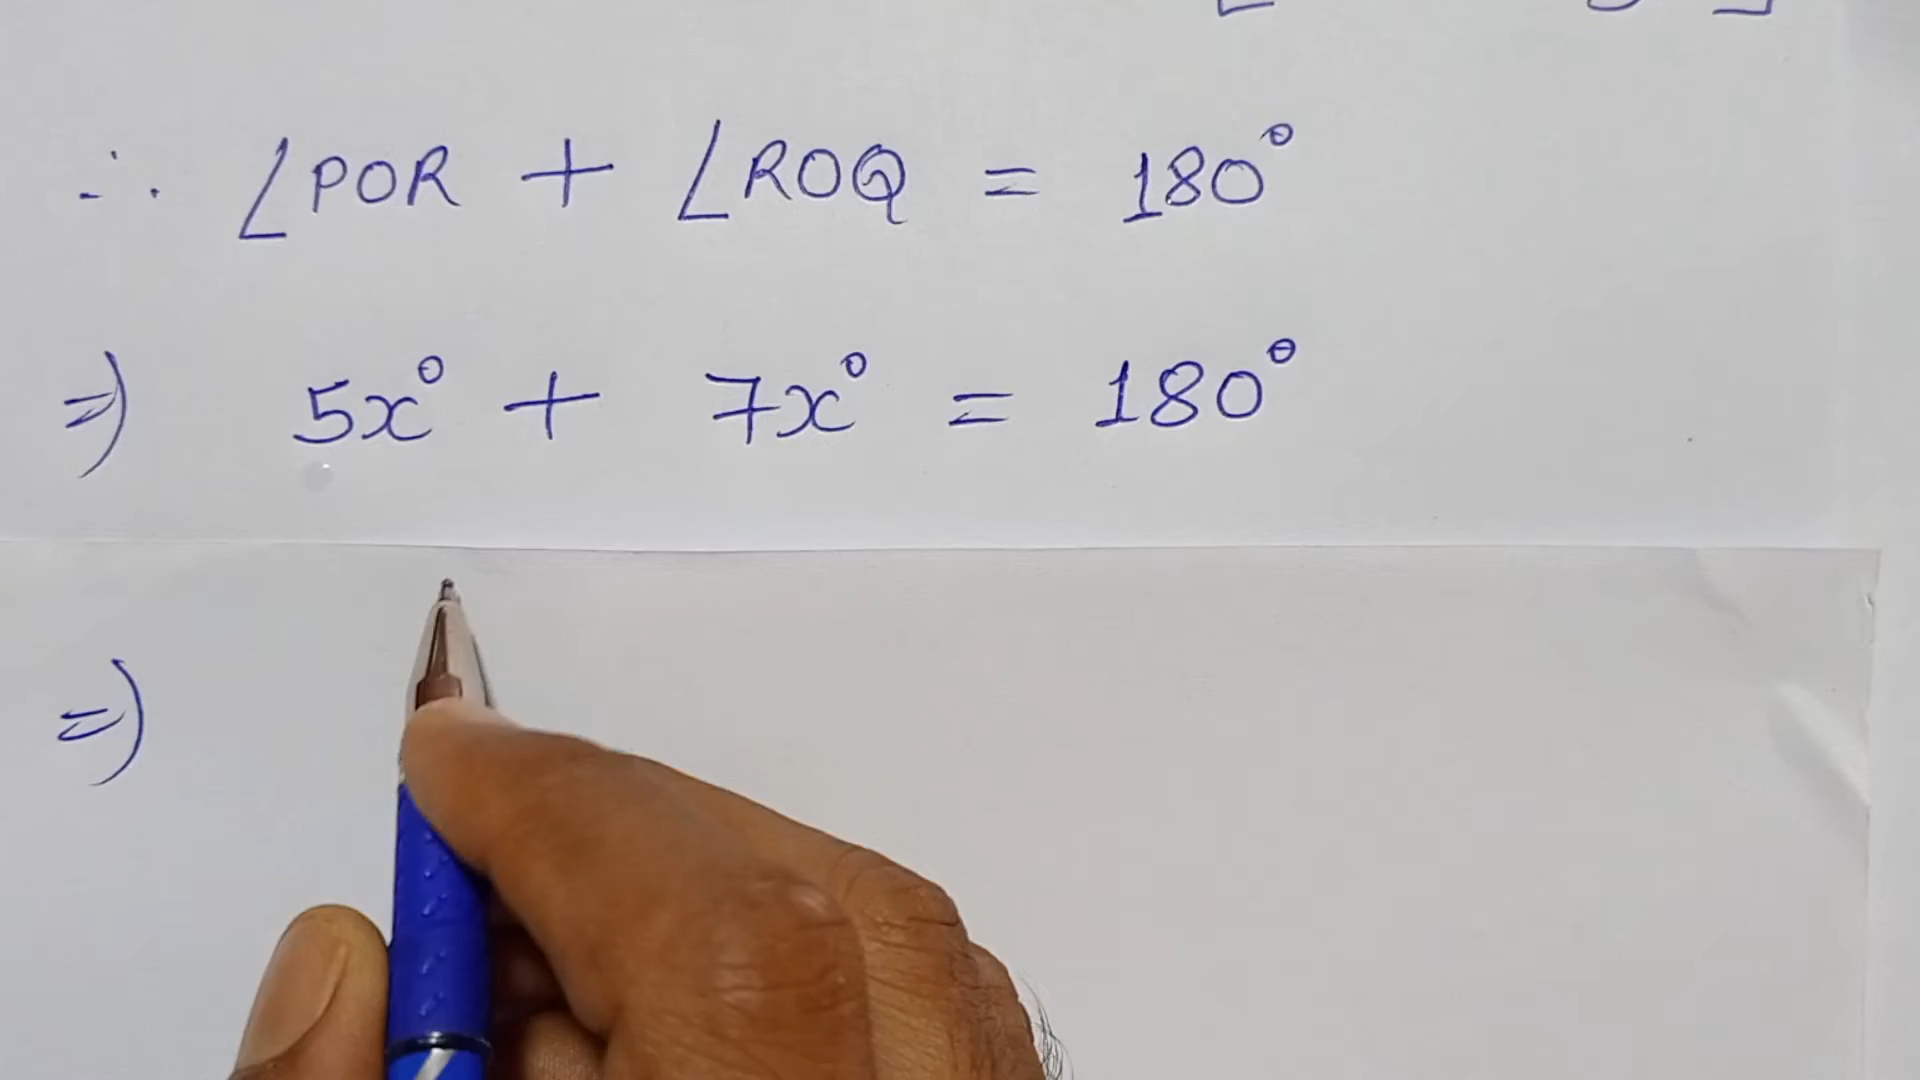 ∴ ∠POR + ∠ROQ = 180°
⇒ 5x° + 7x° = 180°
⇒